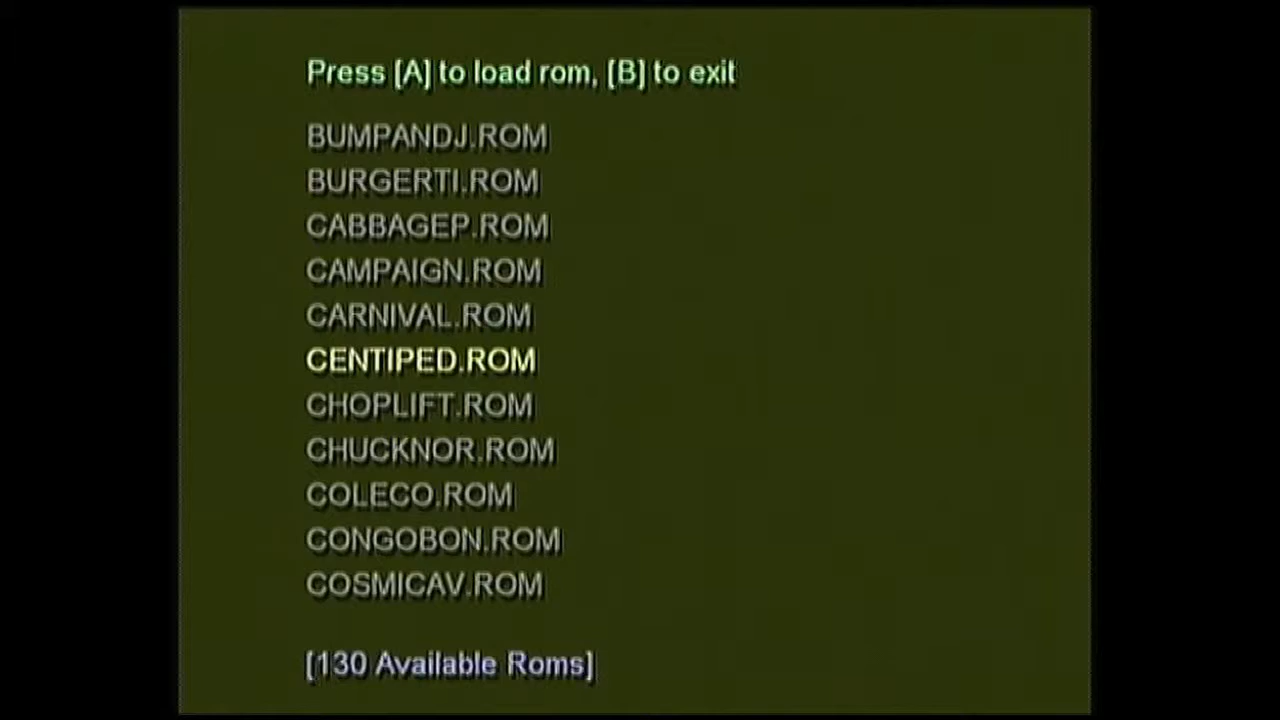 Press [A] to load rom, [B] to exit
BUMPANDJ.ROM
BURGERTI.ROM
CABBAGEP.ROM
CAMPAIGN.ROM
CARNIVAL.ROM
CENTIPED.ROM
CHOPLIFT.ROM
CHUCKNOR.ROM
COLECO.ROM
CONGOBON.ROM
COSMICAV.ROM
[130 Available Roms]